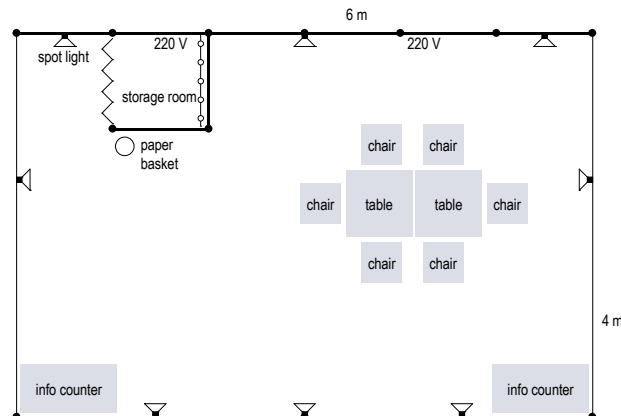 6 m
220 V
220 V
spot light
storage room
paper
basket
chair
chair
chair
table
table
chair
chair
chair
4 m
info counter
info counter